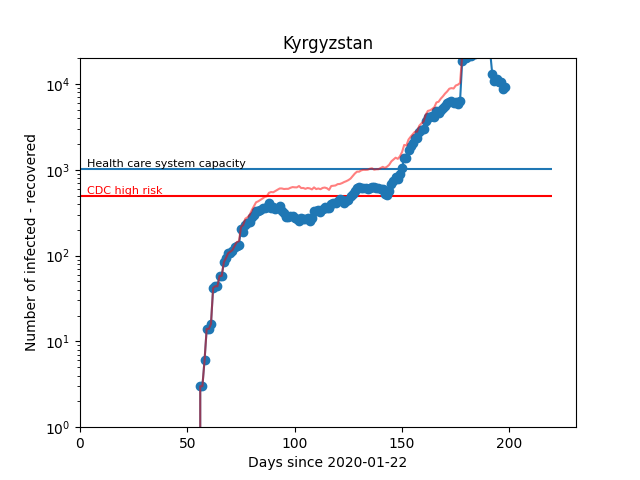 Kyrgyzstan
Number of infected - recovered
10^4
10^3
10^2
10^1
10^0
Health care system capacity
CDC high risk
0 50 100 150 200
Days since 2020-01-22